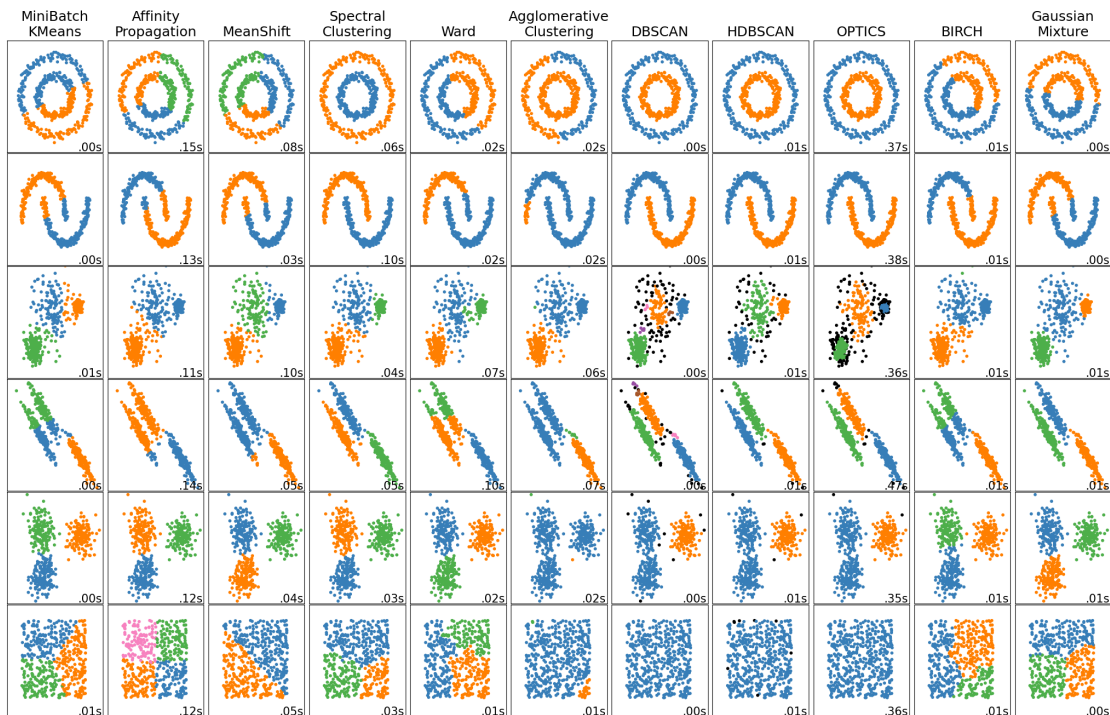 MiniBatch
KMeans
Affinity
Propagation
MeanShift
Spectral
Clustering
Ward
Agglomerative
Clustering
DBSCAN
HDBSCAN
OPTICS
BIRCH
Gaussian
Mixture
.00s .15s .08s .06s .02s .02s .00s .01s .37s .01s .00s
.00s .13s .03s .10s .02s .02s .00s .01s .38s .01s .00s
.01s .11s .10s .04s .07s .06s .00s .01s .36s .01s .01s
.00s .14s .05s .05s .10s .07s .00s .01s .47s .01s .01s
.00s .12s .04s .03s .02s .02s .00s .01s .35s .01s .01s
.01s .12s .05s .03s .01s .01s .00s .01s .36s .01s .00s